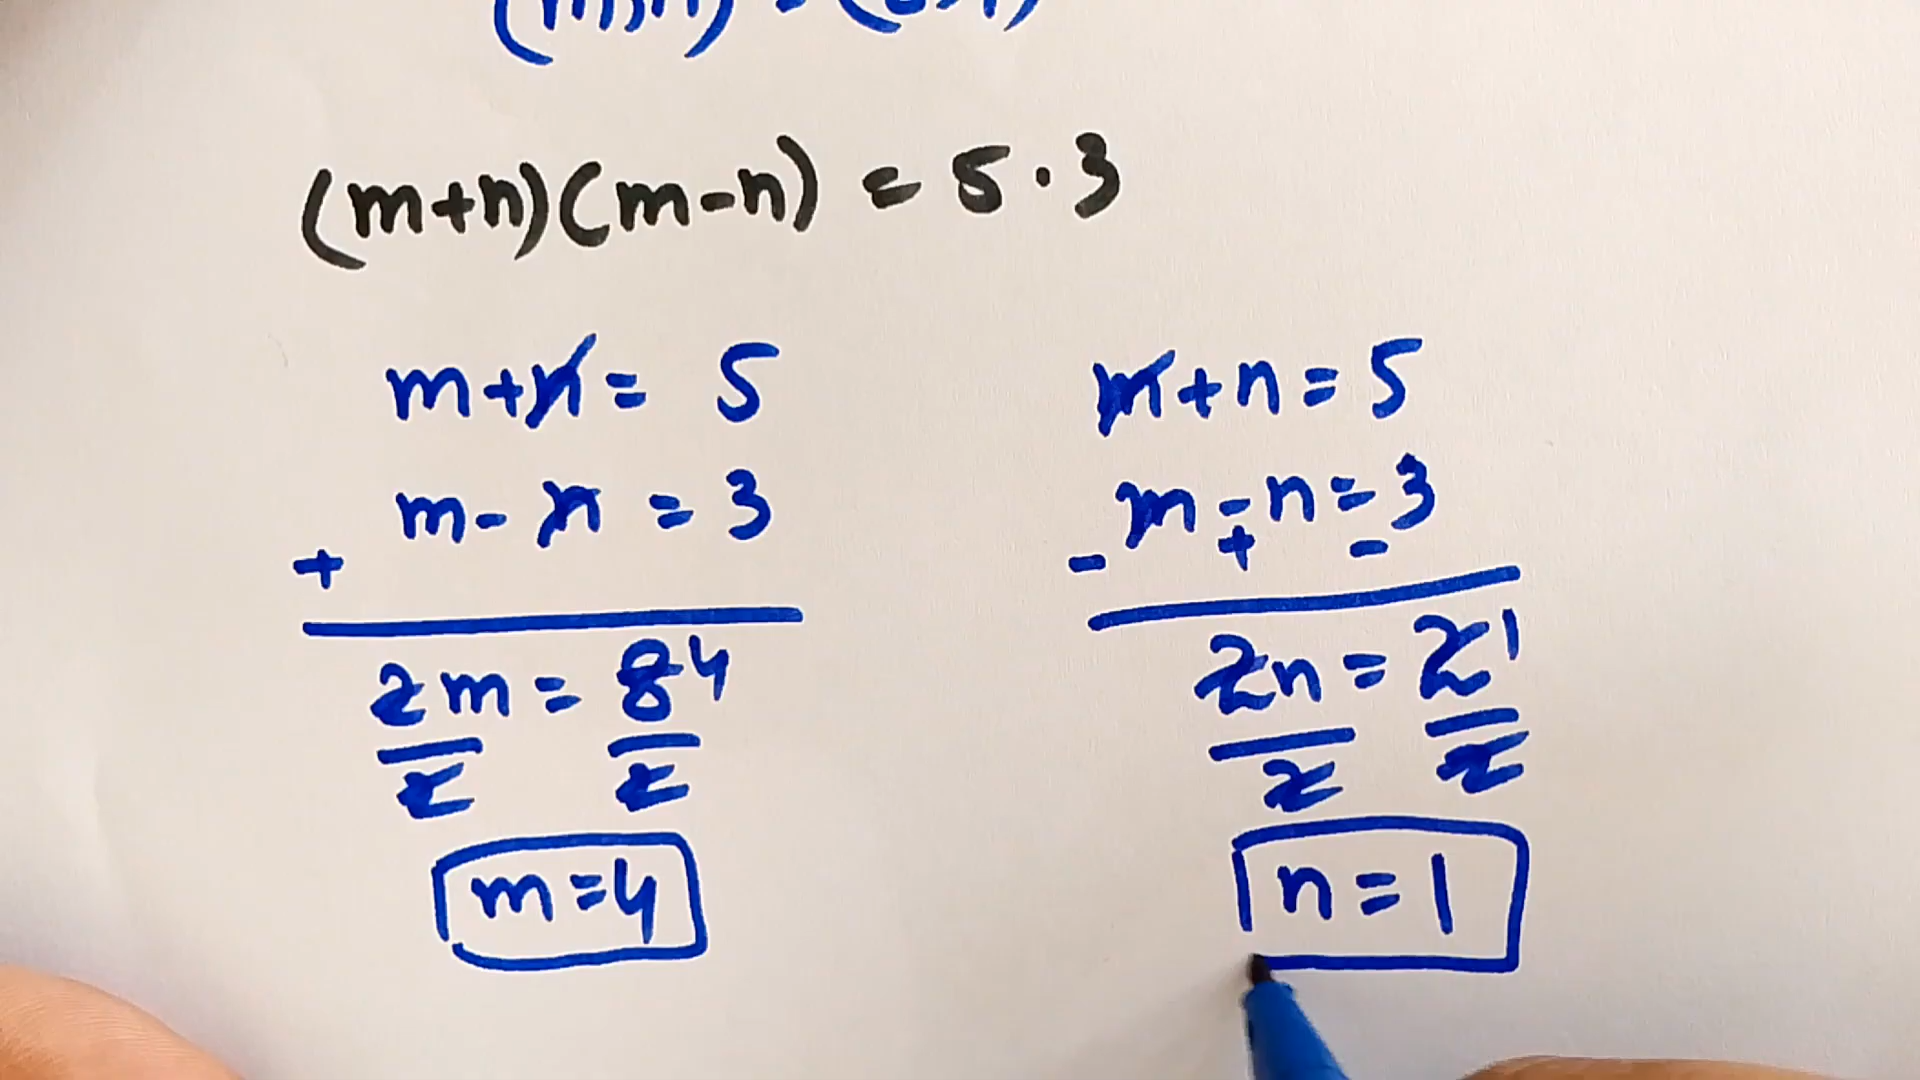 (m+n)(m-n) = 5·3
m+n = 5
m-n = 3
+
2m = 8 4
2 2
m=4
m+n=5
m-n=3
- + -
2n=2 1
2 2
n=1